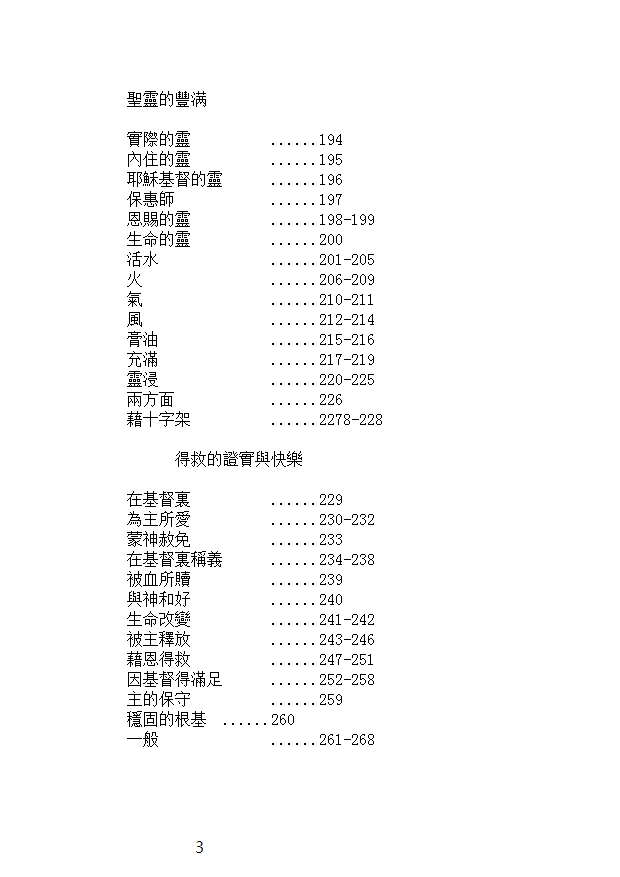 聖靈的豐满
實際的靈 ......194
內住的靈 ......195
耶穌基督的靈 ......196
保惠師 ......197
恩賜的靈 ......198-199
生命的靈 ......200
活水 ......201-205
火 ......206-209
氣 ......210-211
風 ......212-214
膏油 ......215-216
充滿 ......217-219
靈浸 ......220-225
兩方面 ......226
藉十字架 ......2278-228
得救的證實與快樂
在基督裏 ......229
為主所愛 ......230-232
蒙神赦免 ......233
在基督裏稱義 ......234-238
被血所贖 ......239
與神和好 ......240
生命改變 ......241-242
被主釋放 ......243-246
藉恩得救 ......247-251
因基督得滿足 ......252-258
主的保守 ......259
穩固的根基 ......260
一般 ......261-268
3